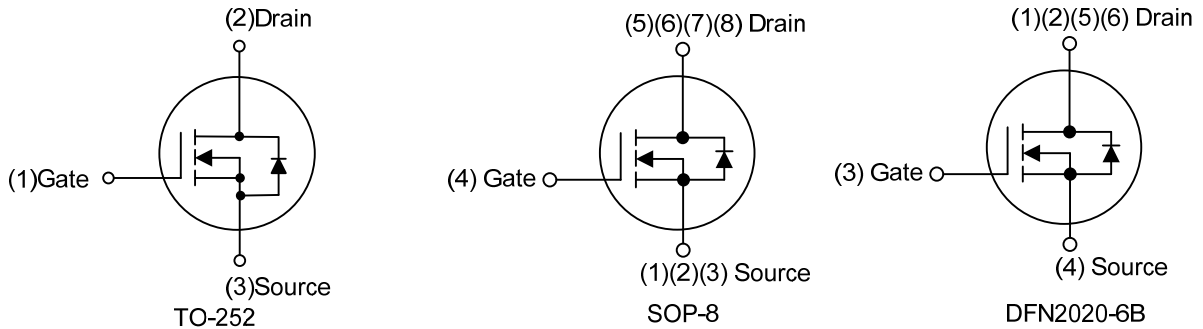 (2)Drain
(1)Gate
(3)Source
TO-252
(5)(6)(7)(8) Drain
(4) Gate
(1)(2)(3) Source
SOP-8
(1)(2)(5)(6) Drain
(3) Gate
(4) Source
DFN2020-6B